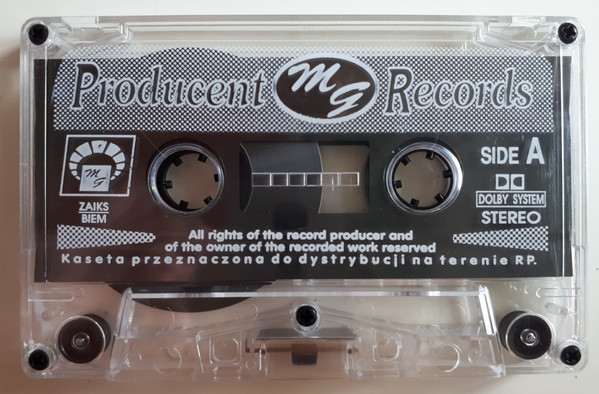 Producent MG Records
SIDE A
MG
ZAIKS
BIEM
DOLBY SYSTEM
STEREO
All rights of the record producer and
of the owner of the recorded work reserved
Kaseta przeznaczona do dystrybucji na terenie RP.